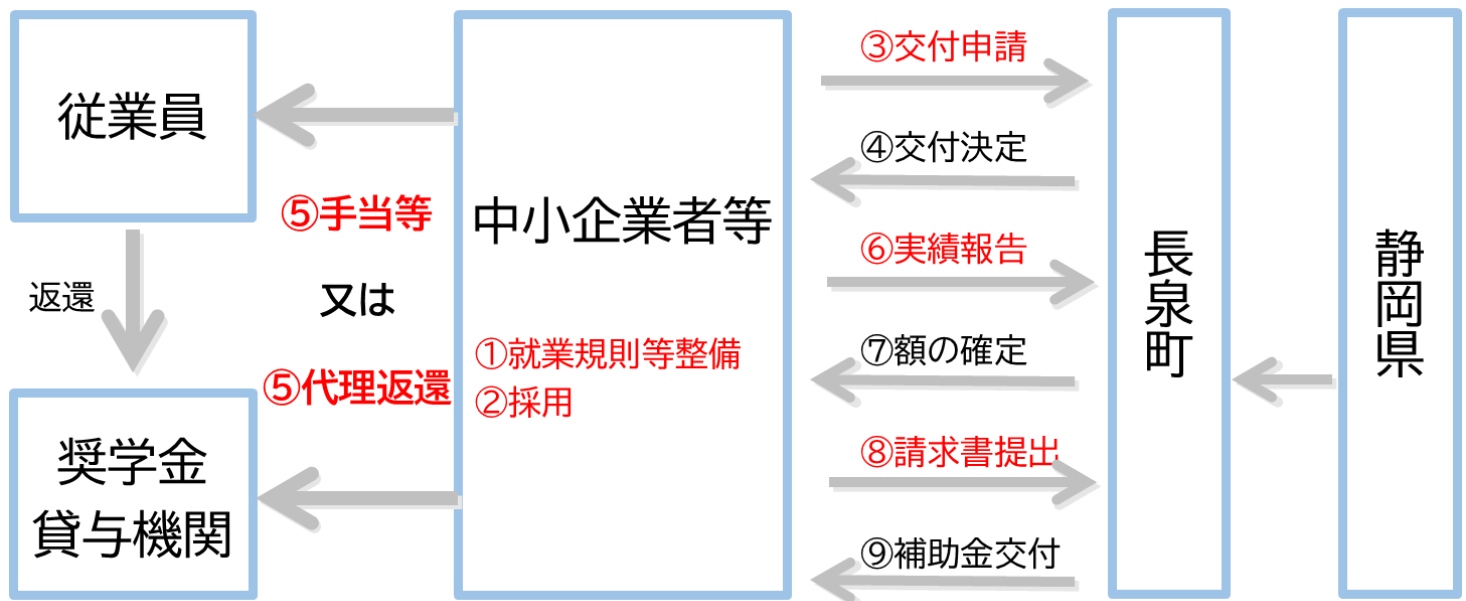 従業員
返還
奨学金
貸与機関
⑤手当等
又は
⑤代理返還
中小企業者等
①就業規則等整備
②採用
③交付申請
④交付決定
⑥実績報告
⑦額の確定
⑧請求書提出
⑨補助金交付
長泉町
静岡県